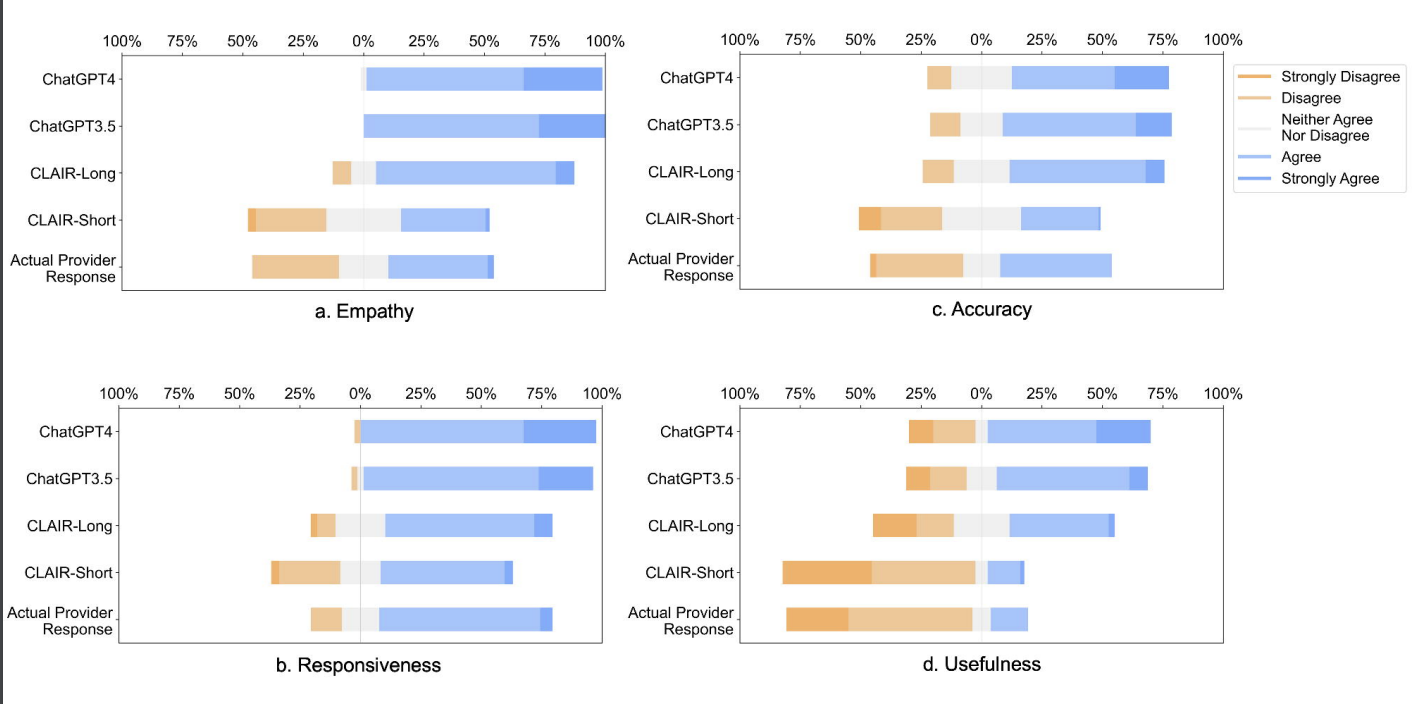 100% 75% 50% 25% 0% 25% 50% 75% 100%
ChatGPT4
ChatGPT3.5
CLAIR-Long
CLAIR-Short
Actual Provider
Response
a. Empathy
100% 75% 50% 25% 0% 25% 50% 75% 100%
ChatGPT4
ChatGPT3.5
CLAIR-Long
CLAIR-Short
Actual Provider
Response
c. Accuracy
Strongly Disagree
Disagree
Neither Agree
Nor Disagree
Agree
Strongly Agree
100% 75% 50% 25% 0% 25% 50% 75% 100%
ChatGPT4
ChatGPT3.5
CLAIR-Long
CLAIR-Short
Actual Provider
Response
b. Responsiveness
100% 75% 50% 25% 0% 25% 50% 75% 100%
ChatGPT4
ChatGPT3.5
CLAIR-Long
CLAIR-Short
Actual Provider
Response
d. Usefulness